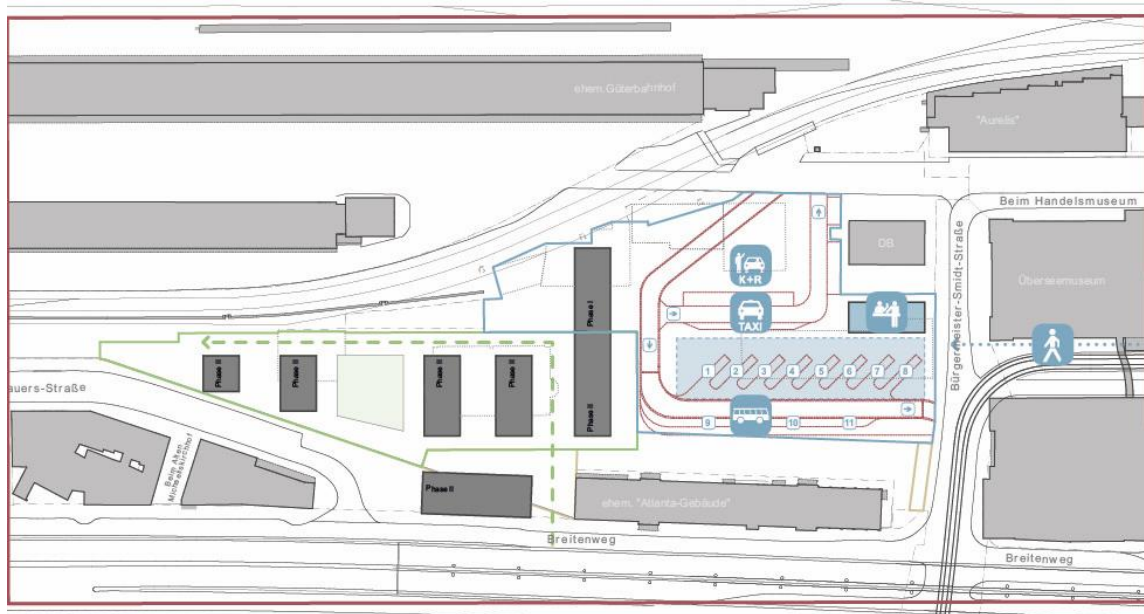 ehem. Güterbahnhof
"Aurelis"
Beim Handelsmuseum
DB
Überseemuseum
Bürgermeister-Smidt-Straße
K+R
TAXI
Phase I
Phase II
Phase II
Phase II
Phase II
Phase II
1 2 3 4 5 6 7 8
9 10 11
auers-Straße
Beim Alten
Michaeliskirchhof
Phase II
ehem. "Atlanta-Gebäude"
Breitenweg
Breitenweg